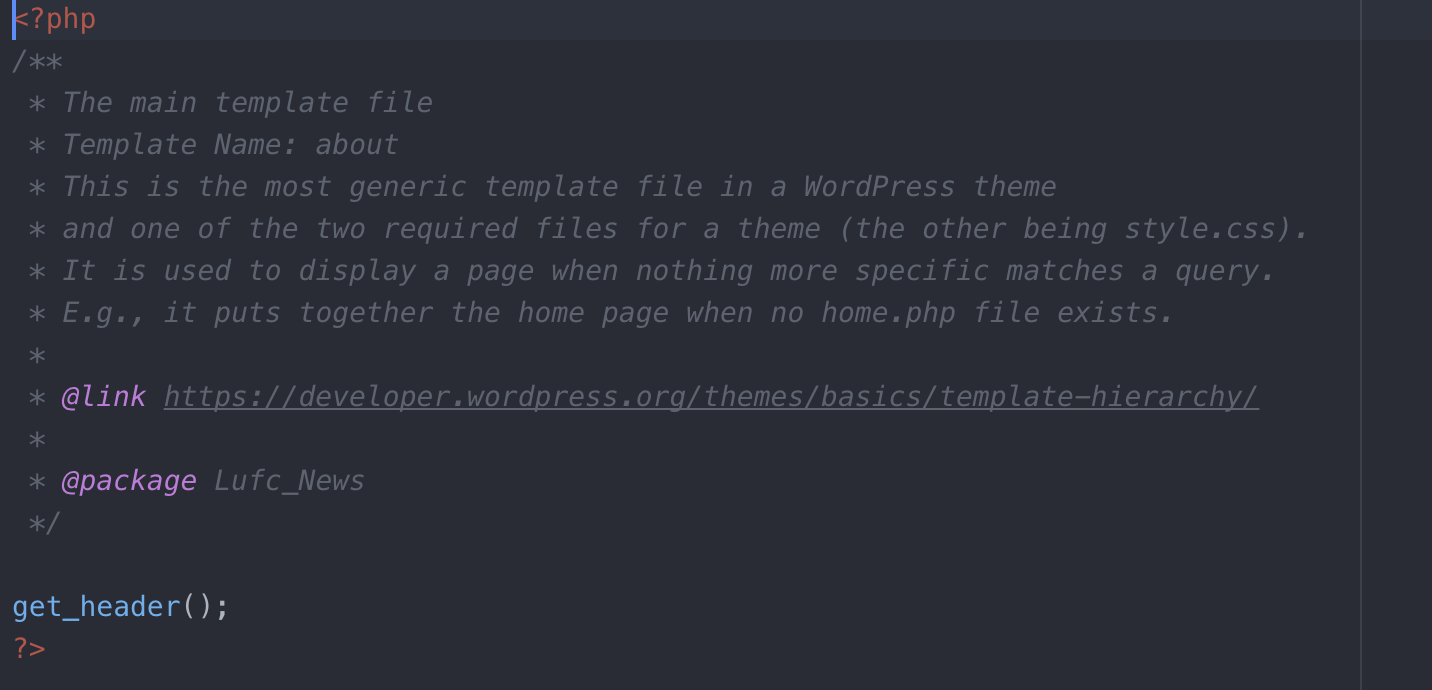 <?php
/**
 * The main template file
 * Template Name: about
 * This is the most generic template file in a WordPress theme
 * and one of the two required files for a theme (the other being style.css).
 * It is used to display a page when nothing more specific matches a query.
 * E.g., it puts together the home page when no home.php file exists.
 *
 * @link https://developer.wordpress.org/themes/basics/template-hierarchy/
 *
 * @package Lufc_News
 */
get_header();
?>